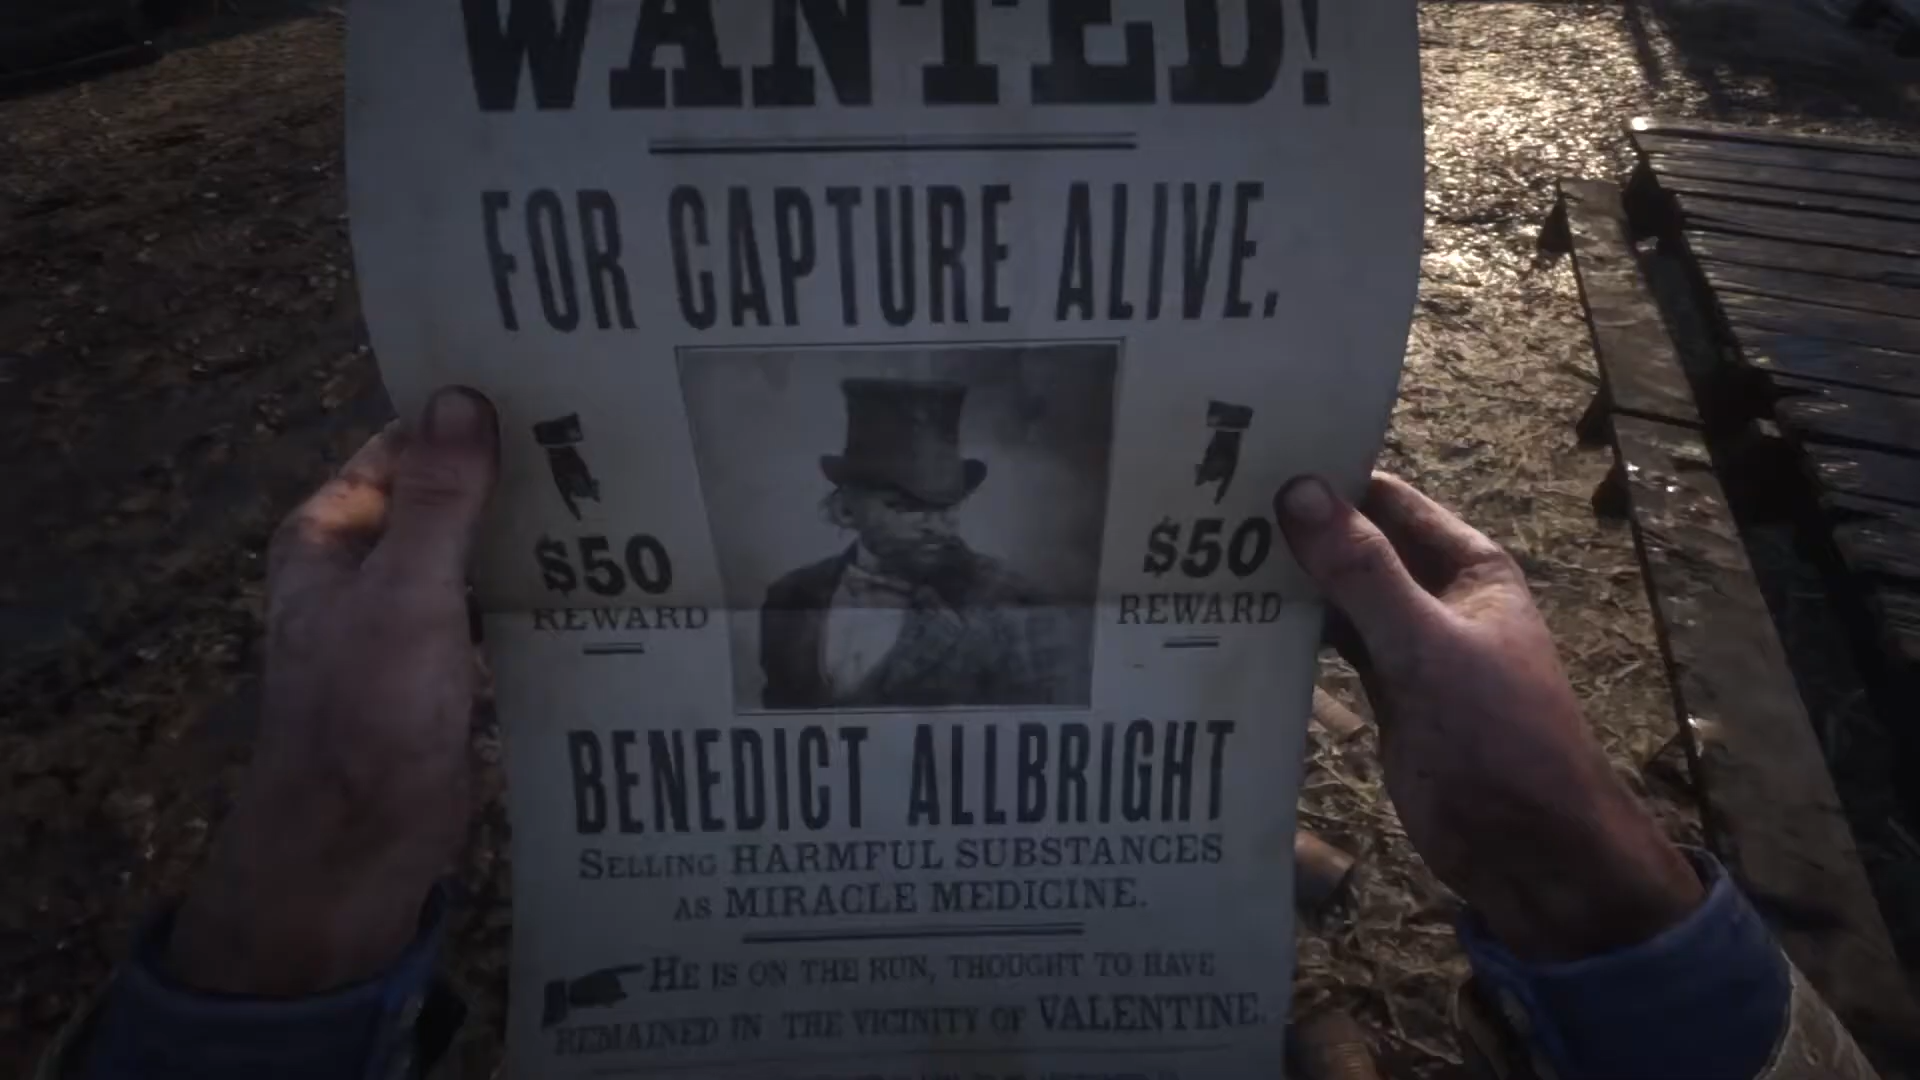 WANTED!
FOR CAPTURE ALIVE.
$50 $50
REWARD REWARD
BENEDICT ALLBRIGHT
SELLING HARMFUL SUBSTANCES
AS MIRACLE MEDICINE.
HE IS ON THE RUN, THOUGHT TO HAVE
REMAINED IN THE VICINITY OF VALENTINE.